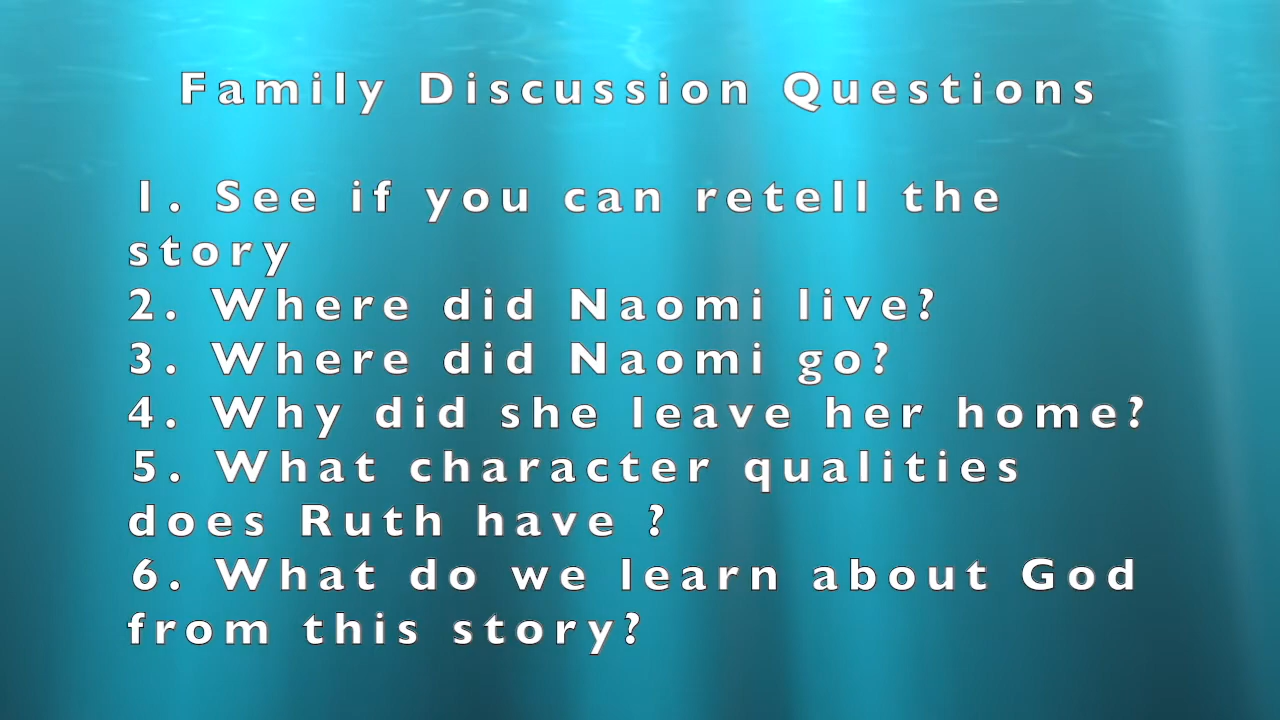 Family Discussion Questions
1. See if you can retell the
story
2. Where did Naomi live?
3. Where did Naomi go?
4. Why did she leave her home?
5. What character qualities
does Ruth have ?
6. What do we learn about God
from this story?